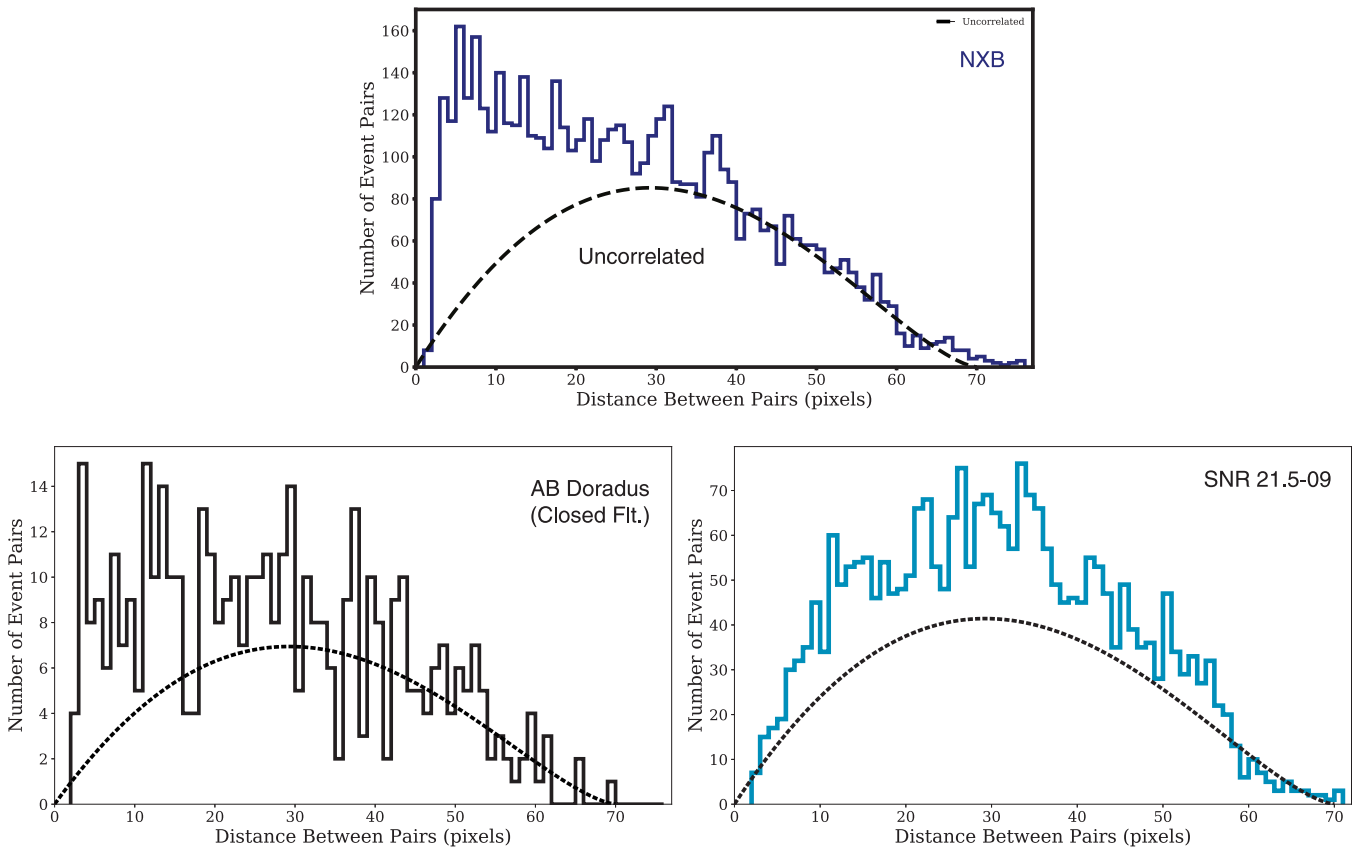 Uncorrelated
NXB
160
140
120
100
80
60
40
20
0
Number of Event Pairs
Uncorrelated
0 10 20 30 40 50 60 70
Distance Between Pairs (pixels)
AB Doradus
(Closed Flt.)
14
12
10
8
6
4
2
0
Number of Event Pairs
0 10 20 30 40 50 60 70
Distance Between Pairs (pixels)
SNR 21.5-09
70
60
50
40
30
20
10
0
Number of Event Pairs
0 10 20 30 40 50 60 70
Distance Between Pairs (pixels)